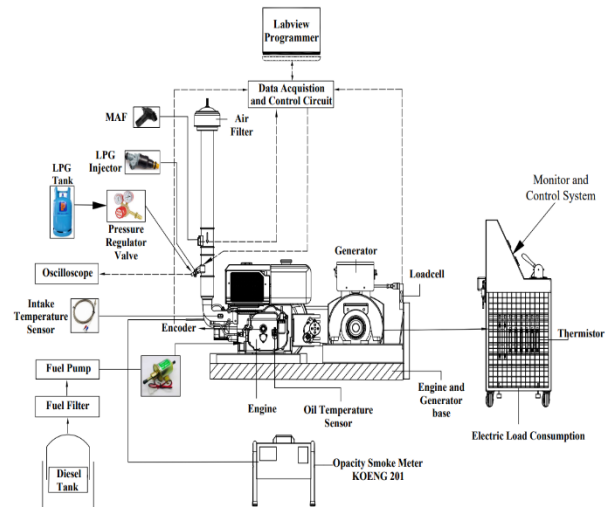 Labview
Programmer
Data Acquistion
and Control Circuit
MAF
Air
Filter
LPG
Injector
LPG
Tank
Pressure
Regulator
Valve
Monitor and
Control System
Generator
Loadcell
Oscilloscope
Intake
Temperature
Sensor
Encoder
Thermistor
Fuel Pump
Engine
Oil Temperature
Sensor
Engine and
Generator
base
Fuel Filter
Electric Load Consumption
Diesel
Tank
Opacity Smoke Meter
KOENG 201